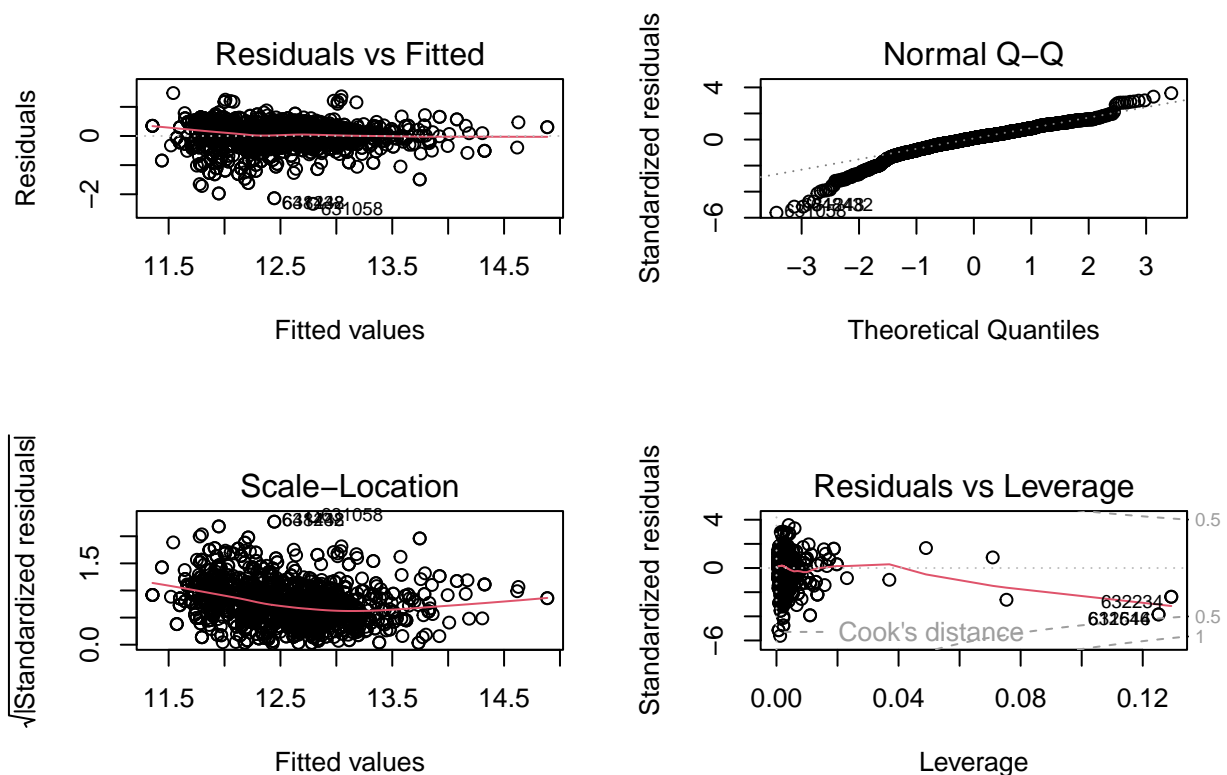 Residuals vs Fitted
Residuals
0
−2
631058
11.5 12.5 13.5 14.5
Fitted values
Normal Q−Q
Standardized residuals
4
0
−6
631058
−3 −2 −1 0 1 2 3
Theoretical Quantiles
Scale−Location
√|Standardized residuals|
1.5
0.0
631058
11.5 12.5 13.5 14.5
Fitted values
Residuals vs Leverage
Standardized residuals
4
0
−6
0.5
0.5
1
632234
Cook's distance
0.00 0.04 0.08 0.12
Leverage